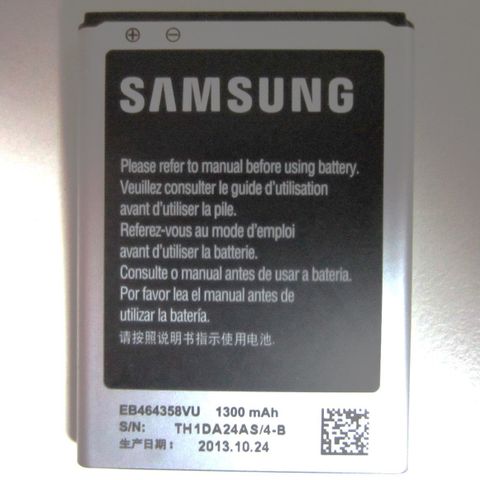 SAMSUNG
Please refer to manual before using battery.
Veuillez consulter le guide d'utilisation
avant d'utiliser la pile.
Referez-vous au mode d'emploi
avant d'utiliser la batterie.
Consulte o manual antes de usar a bateria.
Por favor lea el manual antes de
utilizar la batería.
请按照说明书指示使用电池.
EB464358VU 1300 mAh
S/N: TH1DA24AS/4-B
生产日期: 2013.10.24